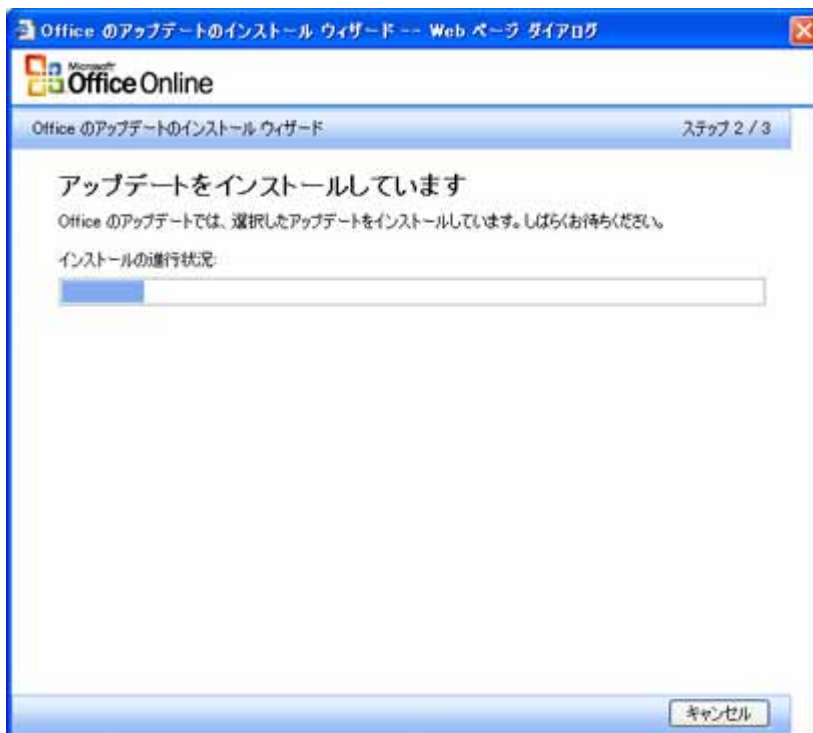 Office のアップデートのインストール ウィザード -- Web ページ ダイアログ
Microsoft
Office Online
Office のアップデートのインストール ウィザード ステップ 2 / 3
アップデートをインストールしています
Office のアップデートでは、選択したアップデートをインストールしています。しばらくお待ちください。
インストールの進行状況:
キャンセル